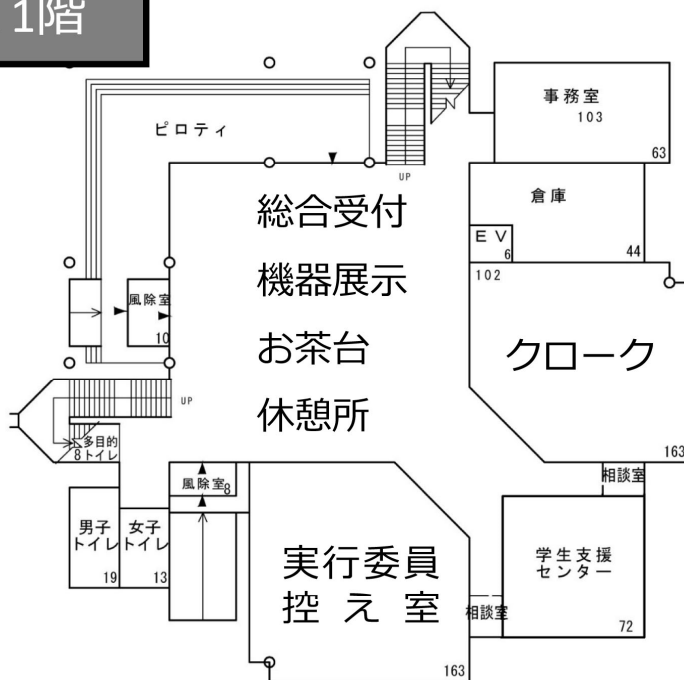 1階
事務室
103
63
ピロティ
UP
倉庫
総合受付
EV
6
44
機器展示
102
風除室
10
お茶台
クローク
休憩所
UP
多目的
8トイレ
163
相談室
風除室8
男子
トイレ
19
女子
トイレ
13
実行委員
控え室
163
学生支援
センター
72
相談室